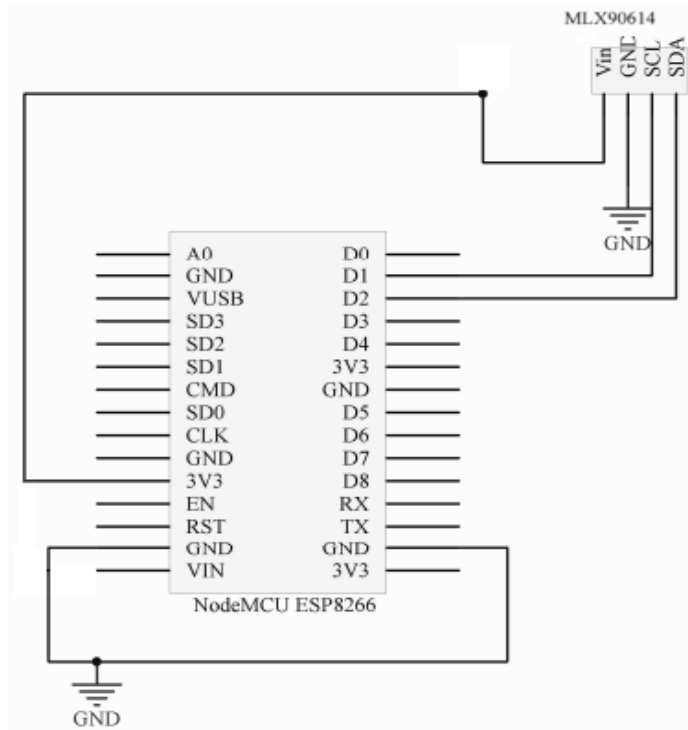 MLX90614
Vin GND SCL SDA
GND
A0 D0
GND D1
VUSB D2
SD3 D3
SD2 D4
SD1 3V3
CMD GND
SD0 D5
CLK D6
GND D7
3V3 D8
EN RX
RST TX
GND GND
VIN 3V3
NodeMCU ESP8266
GND